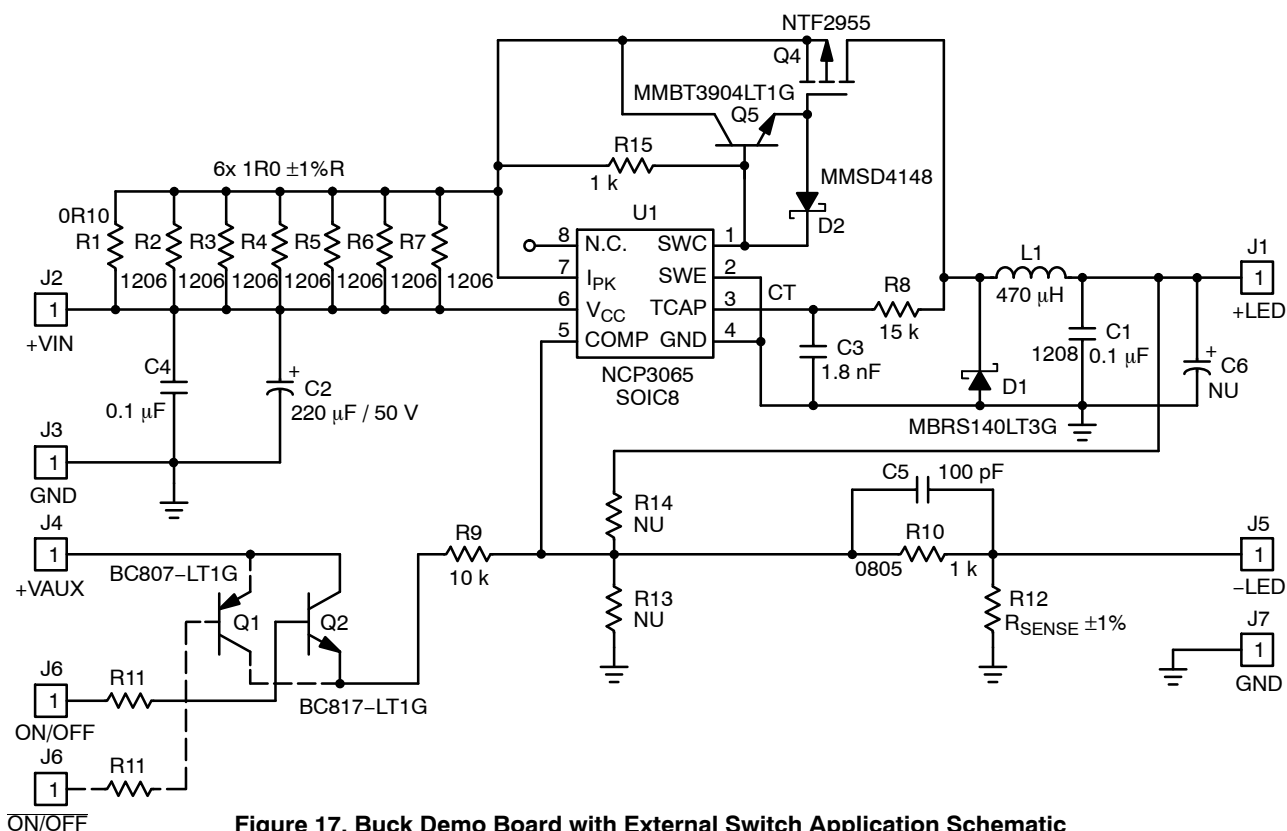 NTF2955
Q4
MMBT3904LT1G
Q5
R15
1 k
6x 1R0 ±1%R
MMSD4148
D2
U1
0R10
R1
R2
R3
R4
R5
R6
R7
1206
1206
1206
1206
1206
1206
8
N.C.
SWC
1
7
IPK
SWE
2
6
VCC
TCAP
3
5
COMP
GND
4
NCP3065
SOIC8
J2
1
+VIN
CT
R8
15 k
L1
470 μH
J1
1
+LED
C4
0.1 μF
+
C2
220 μF / 50 V
C3
1.8 nF
D1
MBRS140LT3G
C1
1208
0.1 μF
+
C6
NU
J3
1
GND
C5
100 pF
R14
NU
J4
1
+VAUX
BC807−LT1G
Q1
Q2
R9
10 k
R10
0805
1 k
J5
1
−LED
R13
NU
R12
RSENSE ±1%
J7
1
GND
J6
1
ON/OFF
R11
BC817−LT1G
J6
1
ON/OFF
R11
Figure 17. Buck Demo Board with External Switch Application Schematic